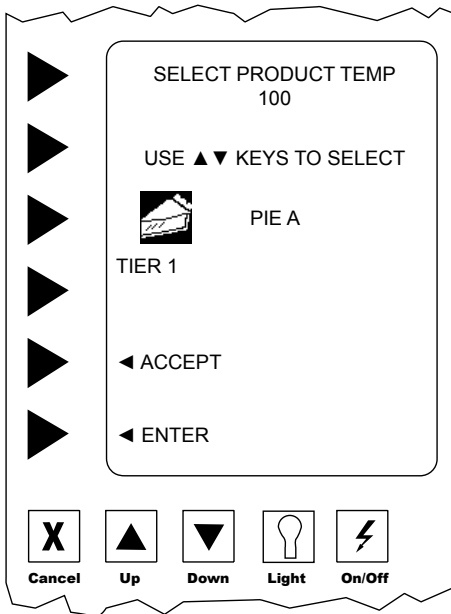 SELECT PRODUCT TEMP
100
USE ▲▼ KEYS TO SELECT
PIE A
TIER 1
◄ ACCEPT
◄ ENTER
X
Cancel Up Down Light On/Off